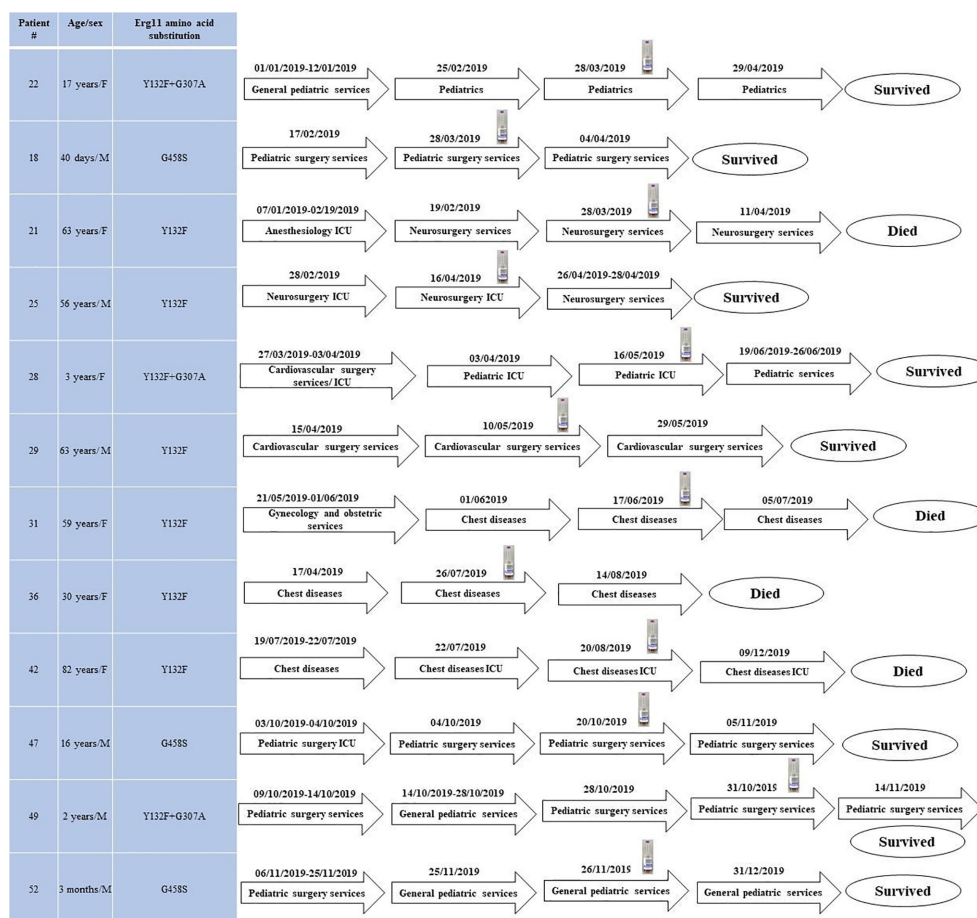 Patient # Age/sex Erg11 amino acid substitution
22 17 years/F Y132F+G307A
01/01/2019-12/01/2019 25/02/2019 28/03/2019 29/04/2019
General pediatric services Pediatrics Pediatrics Pediatrics Survived
18 40 days/M G458S
17/02/2019 28/03/2019 04/04/2019
Pediatric surgery services Pediatric surgery services Pediatric surgery services Survived
21 63 years/F Y132F
07/01/2019-02/19/2019 19/02/2019 28/03/2019 11/04/2019
Anesthesiology ICU Neurosurgery services Neurosurgery services Neurosurgery services Died
25 56 years/M Y132F
28/02/2019 16/04/2019 26/04/2019-28/04/2019
Neurosurgery ICU Neurosurgery ICU Neurosurgery services Survived
28 3 years/F Y132F+G307A
27/03/2019-03/04/2019 03/04/2019 16/05/2019 19/06/2019-26/06/2019
Cardiovascular surgery services/ ICU Pediatric ICU Pediatric ICU Pediatric services Survived
29 63 years/M Y132F
15/04/2019 10/05/2019 29/05/2019
Cardiovascular surgery services Cardiovascular surgery services Cardiovascular surgery services Survived
31 59 years/F Y132F
21/05/2019-01/06/2019 01/062019 17/06/2019 05/07/2019
Gynecology and obstetric services Chest diseases Chest diseases Chest diseases Died
36 30 years/F Y132F
17/04/2019 26/07/2019 14/08/2019
Chest diseases Chest diseases Chest diseases Died
42 82 years/F Y132F
19/07/2019-22/07/2019 22/07/2019 20/08/2019 09/12/2019
Chest diseases Chest diseases ICU Chest diseases ICU Chest diseases ICU Died
47 16 years/M G458S
03/10/2019-04/10/2019 04/10/2019 20/10/2019 05/11/2019
Pediatric surgery ICU Pediatric surgery services Pediatric surgery services Pediatric surgery services Survived
49 2 years/M Y132F+G307A
09/10/2019-14/10/2019 14/10/2019-28/10/2019 28/10/2019 31/10/2019 14/11/2019
Pediatric surgery services General pediatric services Pediatric surgery services Pediatric surgery services Pediatric surgery services
Survived
52 3 months/M G458S
06/11/2019-25/11/2019 25/11/2019 26/11/2019 31/12/2019
Pediatric surgery services General pediatric services General pediatric services General pediatric services Survived